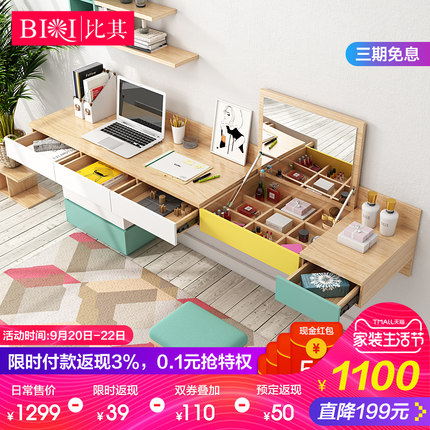 BIQI 比其
三期免息
活动时间:9月20日-22日
现金红包
TMALL天猫
家装生活节
限时付款返现3%，0.1元抢特权
日常售价 限时返现 双券叠加 预定返现
¥1299 - ¥39 - ¥110 - ¥50
¥1100
直降199元